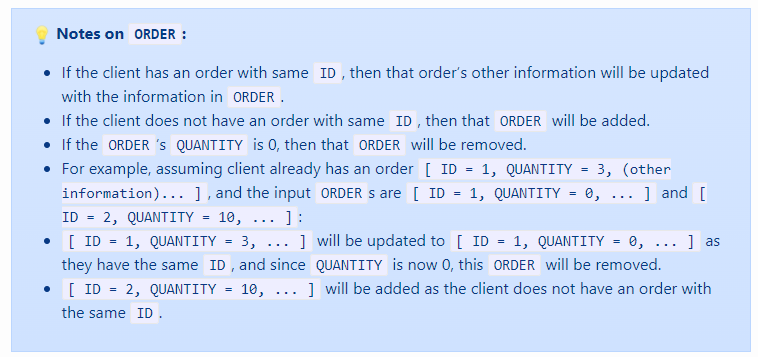 💡 Notes on ORDER:
• If the client has an order with same ID, then that order's other information will be updated
with the information in ORDER.
• If the client does not have an order with same ID, then that ORDER will be added.
• If the ORDER's QUANTITY is 0, then that ORDER will be removed.
• For example, assuming client already has an order [ ID = 1, QUANTITY = 3, (other
information)... ], and the input ORDERs are [ ID = 1, QUANTITY = 0, ... ] and [
ID = 2, QUANTITY = 10, ... ]:
• [ ID = 1, QUANTITY = 3, ... ] will be updated to [ ID = 1, QUANTITY = 0, ... ] as
they have the same ID, and since QUANTITY is now 0, this ORDER will be removed.
• [ ID = 2, QUANTITY = 10, ... ] will be added as the client does not have an order with
the same ID.